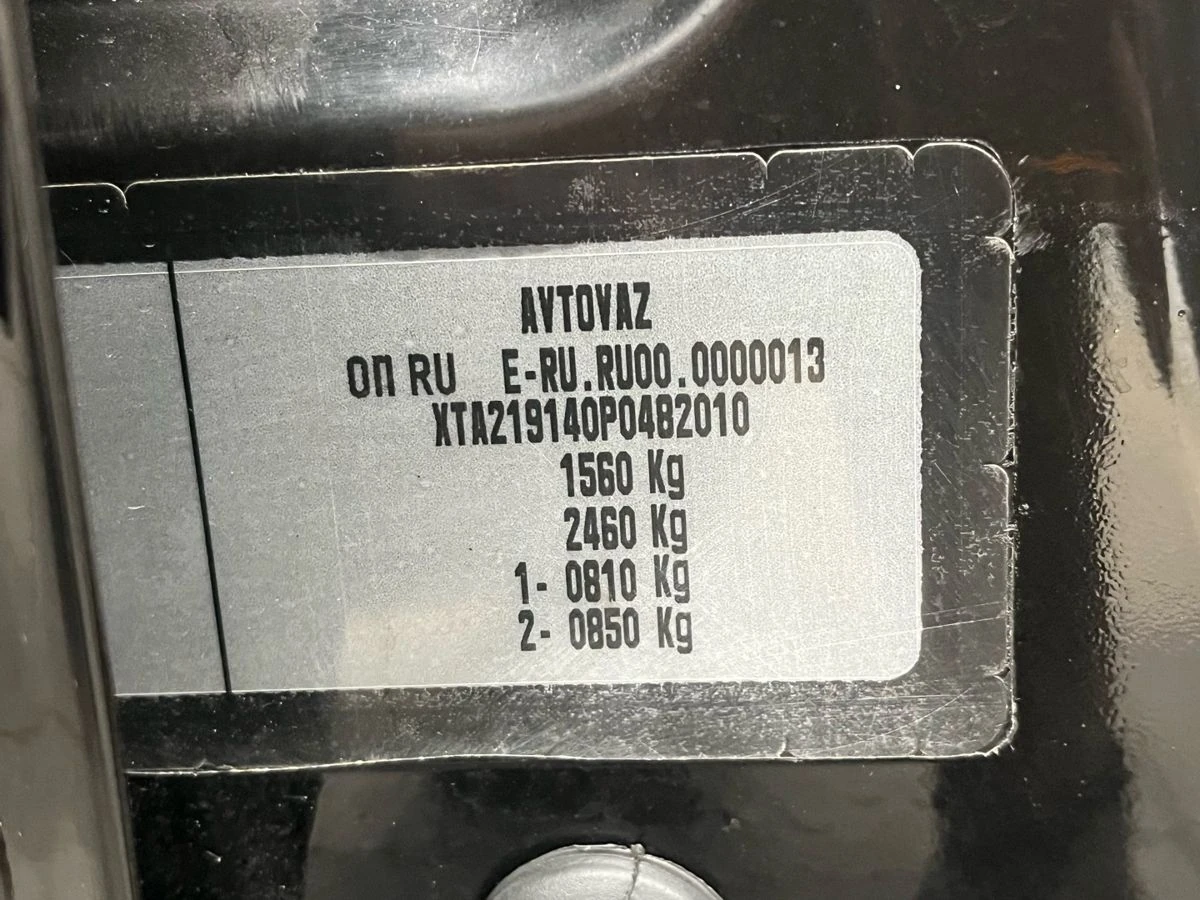 AVTOVAZ
ОП RU E-RU.RU00.0000013
XTA219140P0482010
1560 Kg
2460 Kg
1- 0810 Kg
2- 0850 Kg